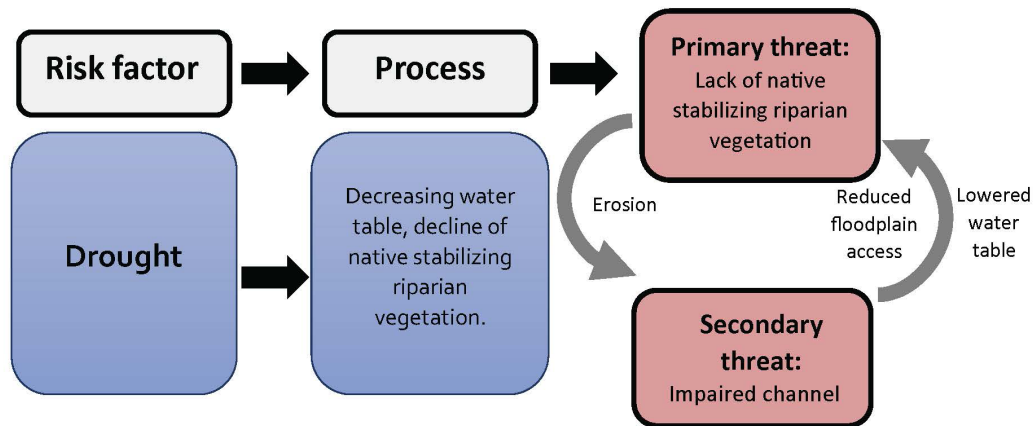 Risk factor
Process
Primary threat:
Lack of native
stabilizing riparian
vegetation
Drought
Decreasing water
table, decline of
native stabilizing
riparian
vegetation.
Erosion
Reduced
floodplain
access
Lowered
water
table
Secondary
threat:
Impaired channel